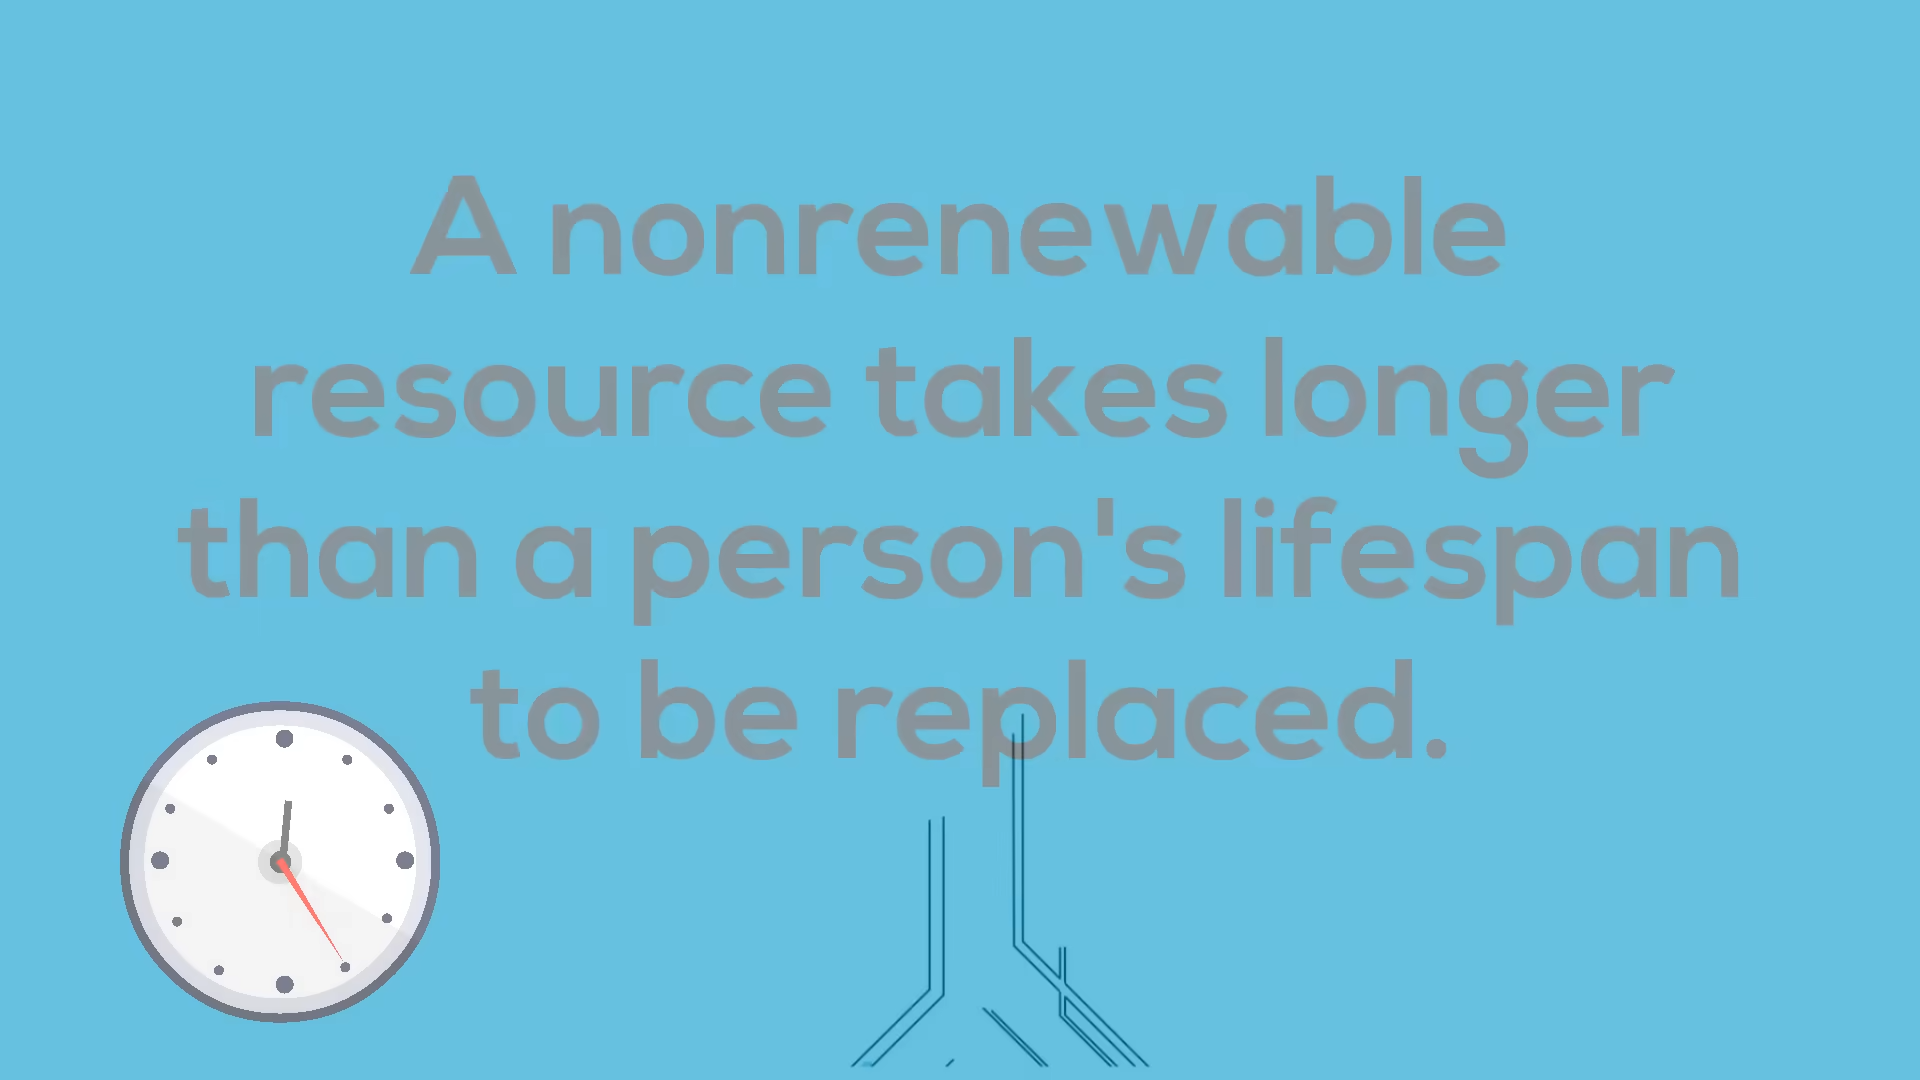 A nonrenewable
resource takes longer
than a person's lifespan
to be replaced.